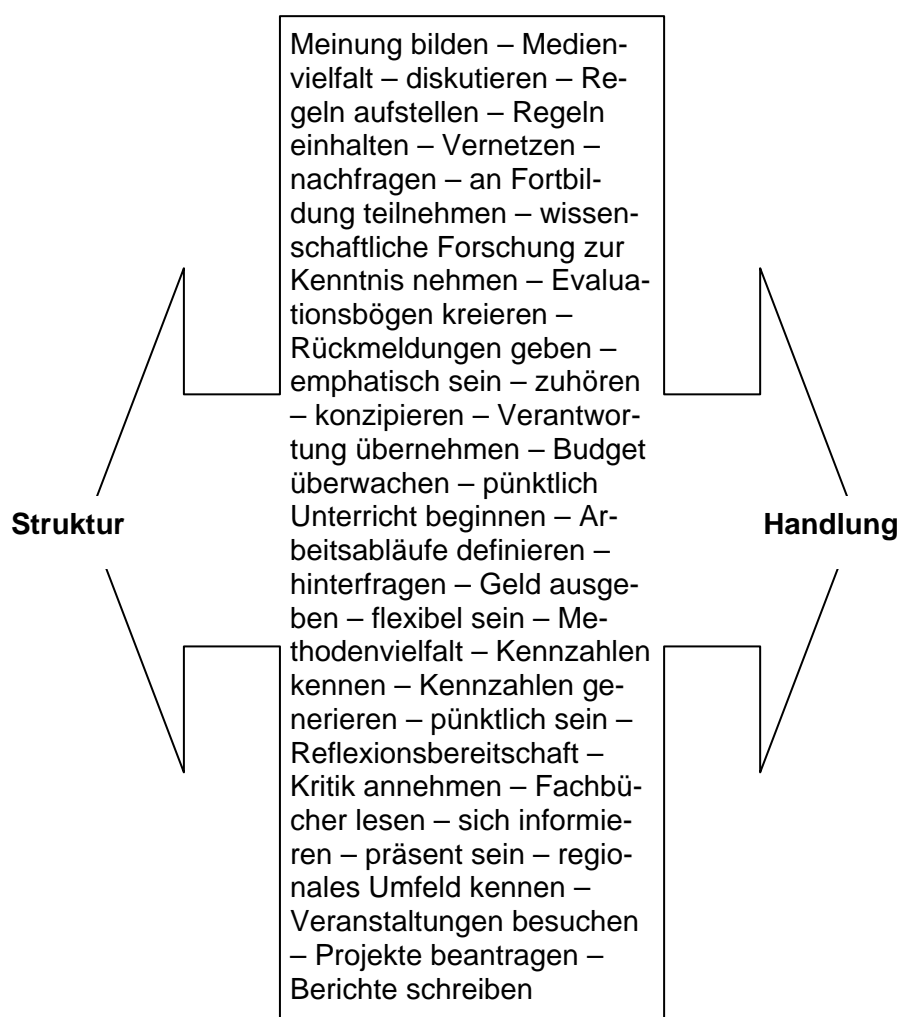 Meinung bilden – Medien-
vielfalt – diskutieren – Re-
geln aufstellen – Regeln
einhalten – Vernetzen –
nachfragen – an Fortbil-
dung teilnehmen – wissen-
schaftliche Forschung zur
Kenntnis nehmen – Evalua-
tionsbögen kreieren –
Rückmeldungen geben –
emphatisch sein – zuhören
– konzipieren – Verantwor-
tung übernehmen – Budget
überwachen – pünktlich
Unterricht beginnen – Ar-
beitsabläufe definieren –
hinterfragen – Geld ausge-
ben – flexibel sein – Me-
thodenvielfalt – Kennzahlen
kennen – Kennzahlen ge-
nerieren – pünktlich sein –
Reflexionsbereitschaft –
Kritik annehmen – Fachbü-
cher lesen – sich informie-
ren – präsent sein – regio-
nales Umfeld kennen –
Veranstaltungen besuchen
– Projekte beantragen –
Berichte schreiben
Struktur
Handlung